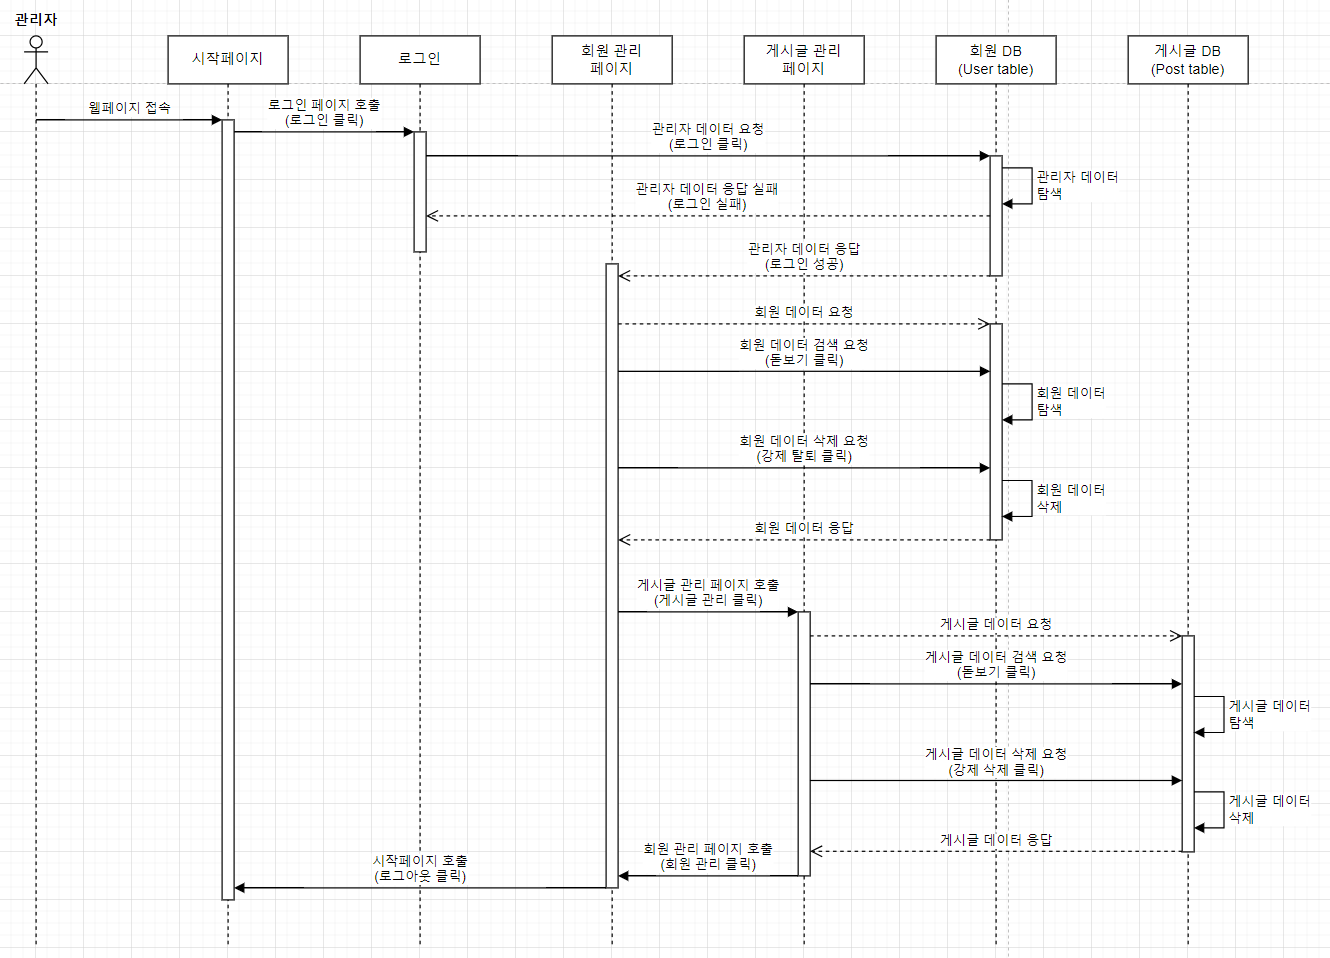 관리자
시작페이지
로그인
회원 관리
페이지
게시글 관리
페이지
회원 DB
(User table)
게시글 DB
(Post table)
웹페이지 접속
로그인 페이지 호출
(로그인 클릭)
관리자 데이터 요청
(로그인 클릭)
관리자 데이터
탐색
관리자 데이터 응답 실패
(로그인 실패)
관리자 데이터 응답
(로그인 성공)
회원 데이터 요청
회원 데이터 검색 요청
(돋보기 클릭)
회원 데이터
탐색
회원 데이터 삭제 요청
(강제 탈퇴 클릭)
회원 데이터
삭제
회원 데이터 응답
게시글 관리 페이지 호출
(게시글 관리 클릭)
게시글 데이터 요청
게시글 데이터 검색 요청
(돋보기 클릭)
게시글 데이터
탐색
게시글 데이터 삭제 요청
(강제 삭제 클릭)
게시글 데이터
삭제
게시글 데이터 응답
회원 관리 페이지 호출
(회원 관리 클릭)
시작페이지 호출
(로그아웃 클릭)